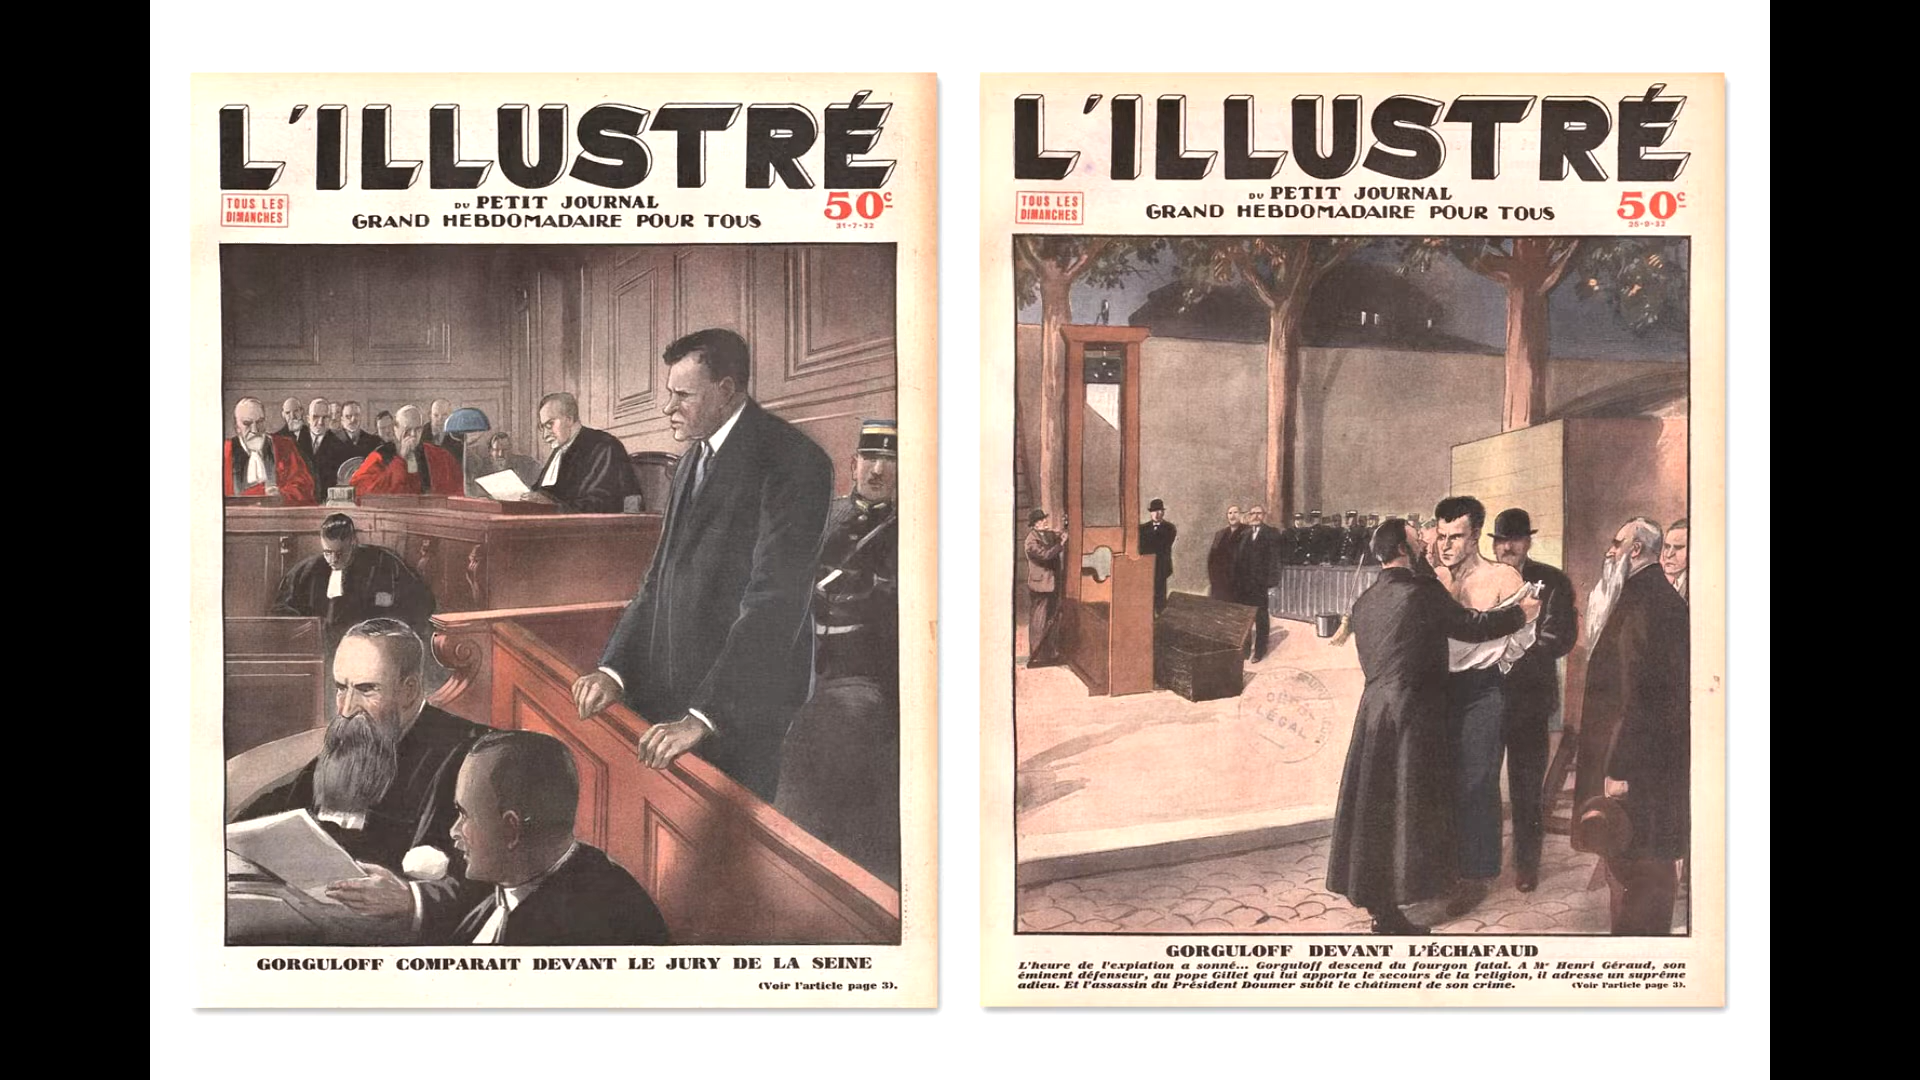 L'ILLUSTRÉ
TOUS LES
DIMANCHES
DU PETIT JOURNAL
GRAND HEBDOMADAIRE POUR TOUS
50c
31-7-32
GORGULOFF COMPARAIT DEVANT LE JURY DE LA SEINE
(Voir l'article page 3).
L'ILLUSTRÉ
TOUS LES
DIMANCHES
DU PETIT JOURNAL
GRAND HEBDOMADAIRE POUR TOUS
50c
25-9-32
DÉPÔT
LÉGAL
GORGULOFF DEVANT L'ÉCHAFAUD
L'heure de l'expiation a sonné... Gorguloff descend du fourgon fatal. A Me Henri Géraud, son
éminent défenseur, au pope Gillet qui lui apporta le secours de la religion, il adresse un suprême
adieu. Et l'assassin du Président Doumer subit le châtiment de son crime.
(Voir l'article page 3).